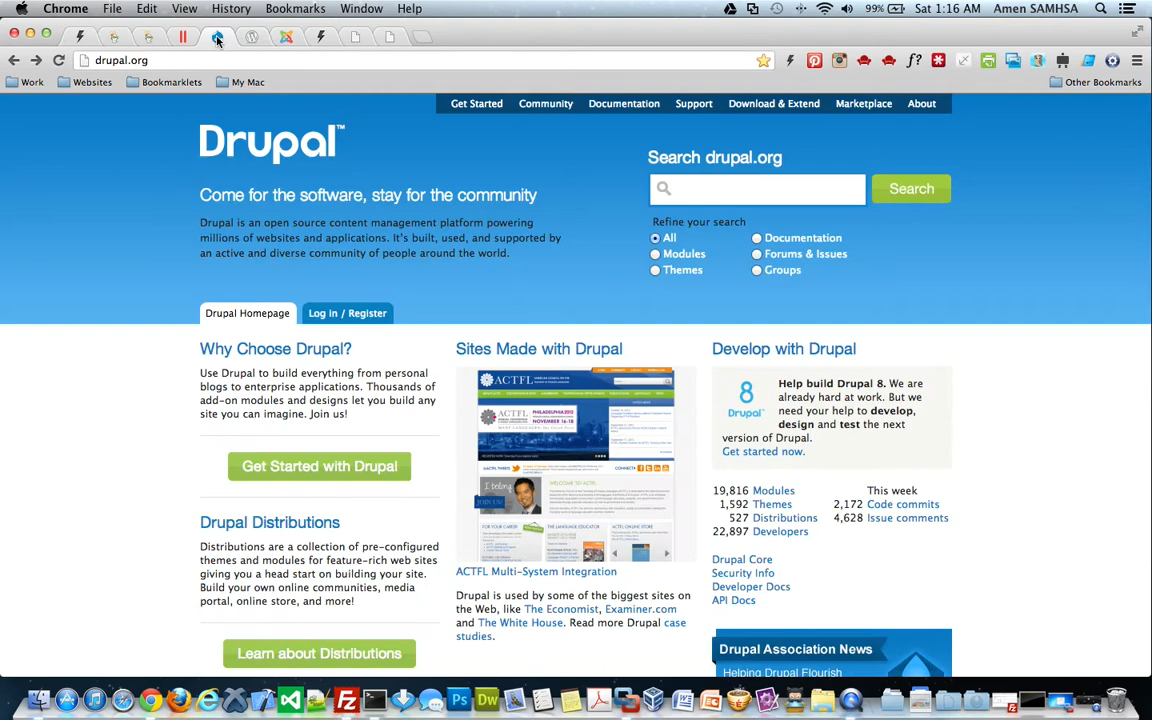 Chrome File Edit View History Bookmarks Window Help 99% Sat 1:16 AM Amen SAMHSA
drupal.org
Work Websites Bookmarklets My Mac Other Bookmarks
Get Started Community Documentation Support Download & Extend Marketplace About
Drupal™
Come for the software, stay for the community
Drupal is an open source content management platform powering
millions of websites and applications. It's built, used, and supported by
an active and diverse community of people around the world.
Search drupal.org
Search
Refine your search
All Documentation
Modules Forums & Issues
Themes Groups
Drupal Homepage Log in / Register
Why Choose Drupal?
Use Drupal to build everything from personal
blogs to enterprise applications. Thousands of
add-on modules and designs let you build any
site you can imagine. Join us!
Get Started with Drupal
Drupal Distributions
Distributions are a collection of pre-configured
themes and modules for feature-rich web sites
giving you a head start on building your site.
Build your own online communities, media
portal, online store, and more!
Learn about Distributions
Sites Made with Drupal
ACTFL
ACTFL
PHILADELPHIA2012
NOVEMBER 16-18
I belong
JOIN US!
ACTFL Multi-System Integration
Drupal is used by some of the biggest sites on
the Web, like The Economist, Examiner.com
and The White House. Read more Drupal case
studies.
Develop with Drupal
8
Drupal
Help build Drupal 8. We are
already hard at work. But we
need your help to develop,
design and test the next
version of Drupal.
Get started now.
19,816 Modules
1,592 Themes
527 Distributions
22,897 Developers
This week
2,172 Code commits
4,628 Issue comments
Drupal Core
Security Info
Developer Docs
API Docs
Drupal Association News
Helping Drupal Flourish